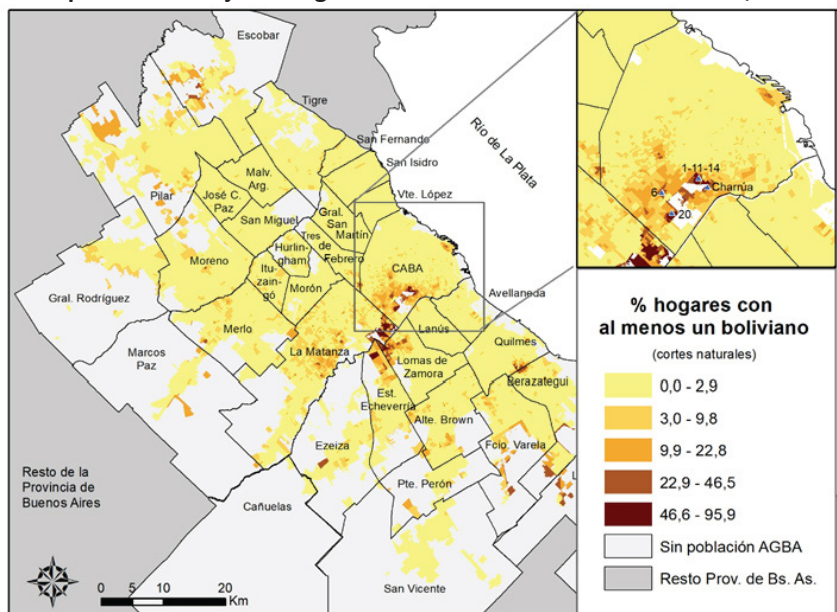 Escobar
Tigre
San Fernando
San Isidro
Río de La Plata
Vte. López
Pilar
José C.
Paz
Malv.
Arg.
San Miguel
Gral.
San
Martín
Tres
de
Febrero
Hurlin-
gham
Itu-
zain-
gó
Morón
Moreno
CABA
Gral. Rodríguez
Merlo
Marcos
Paz
La Matanza
Avellaneda
Lanús
Quilmes
Lomas de
Zamora
Berazategui
Est.
Echeverría
Alte. Brown
Ezeiza
Fcio. Varela
L
Pte. Perón
Cañuelas
San Vicente
Resto de la
Provincia de
Buenos Aires
0 5 10 20
Km
1-11-14
Charrúa
6
20
% hogares con
al menos un boliviano
(cortes naturales)
0,0 - 2,9
3,0 - 9,8
9,9 - 22,8
22,9 - 46,5
46,6 - 95,9
Sin población AGBA
Resto Prov. de Bs. As.